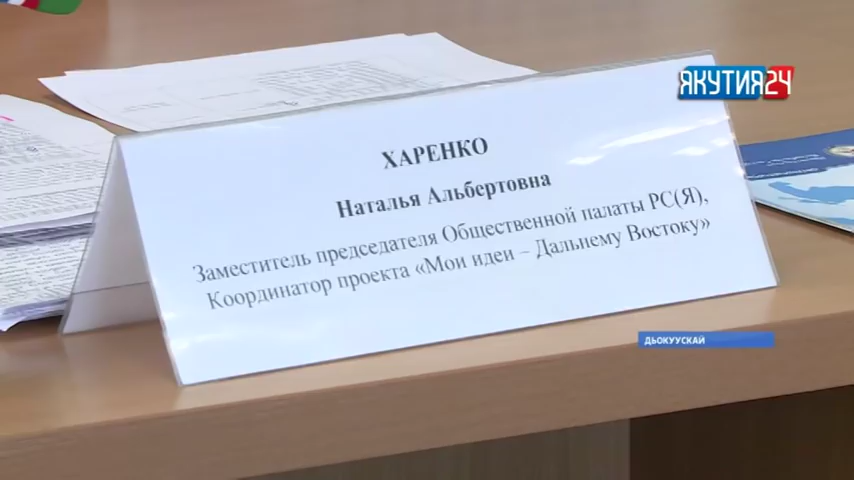 ЯКУТИЯ24
ХАРЕНКО
Наталья Альбертовна
Заместитель председателя Общественной палаты РС(Я),
Координатор проекта «Мои идеи – Дальнему Востоку»
ДЬОКУУСКАЙ